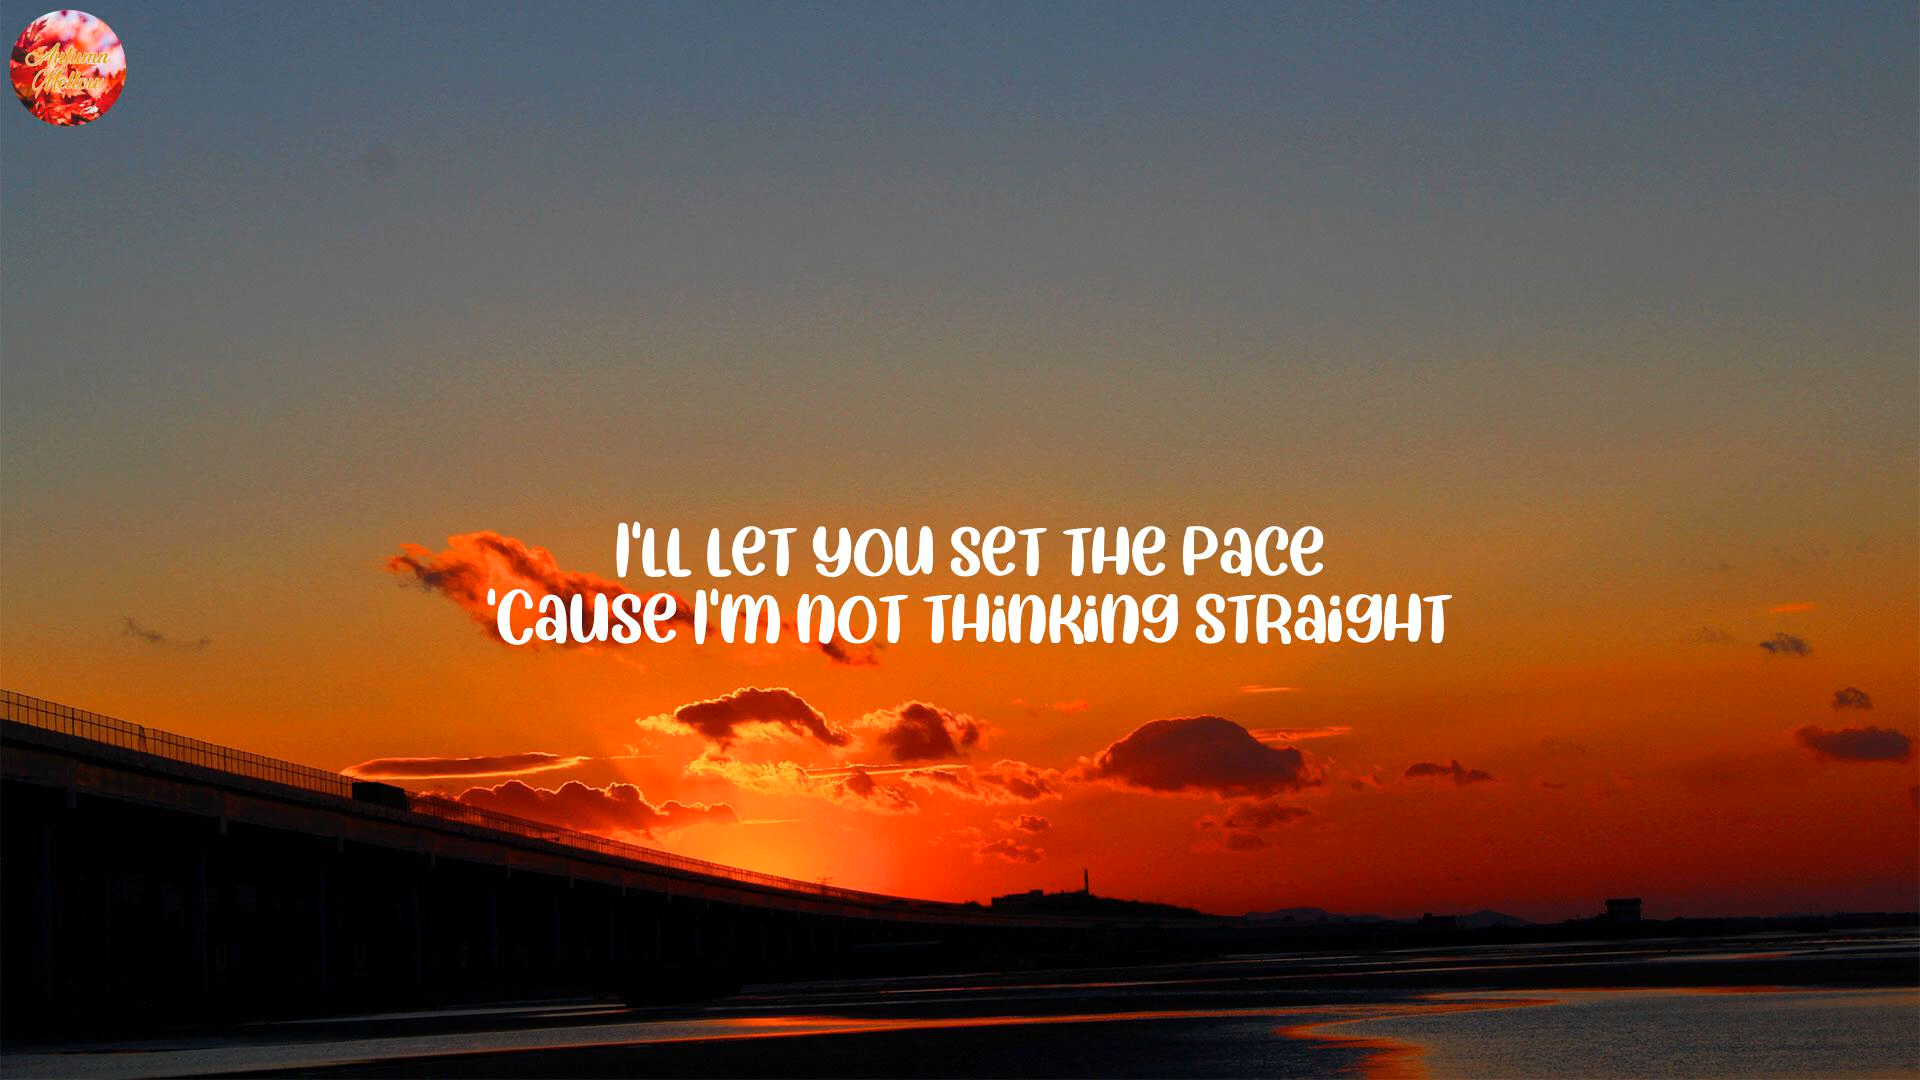 Autumn
Mellow
I'll let you set the pace
'Cause I'm not thinking straight